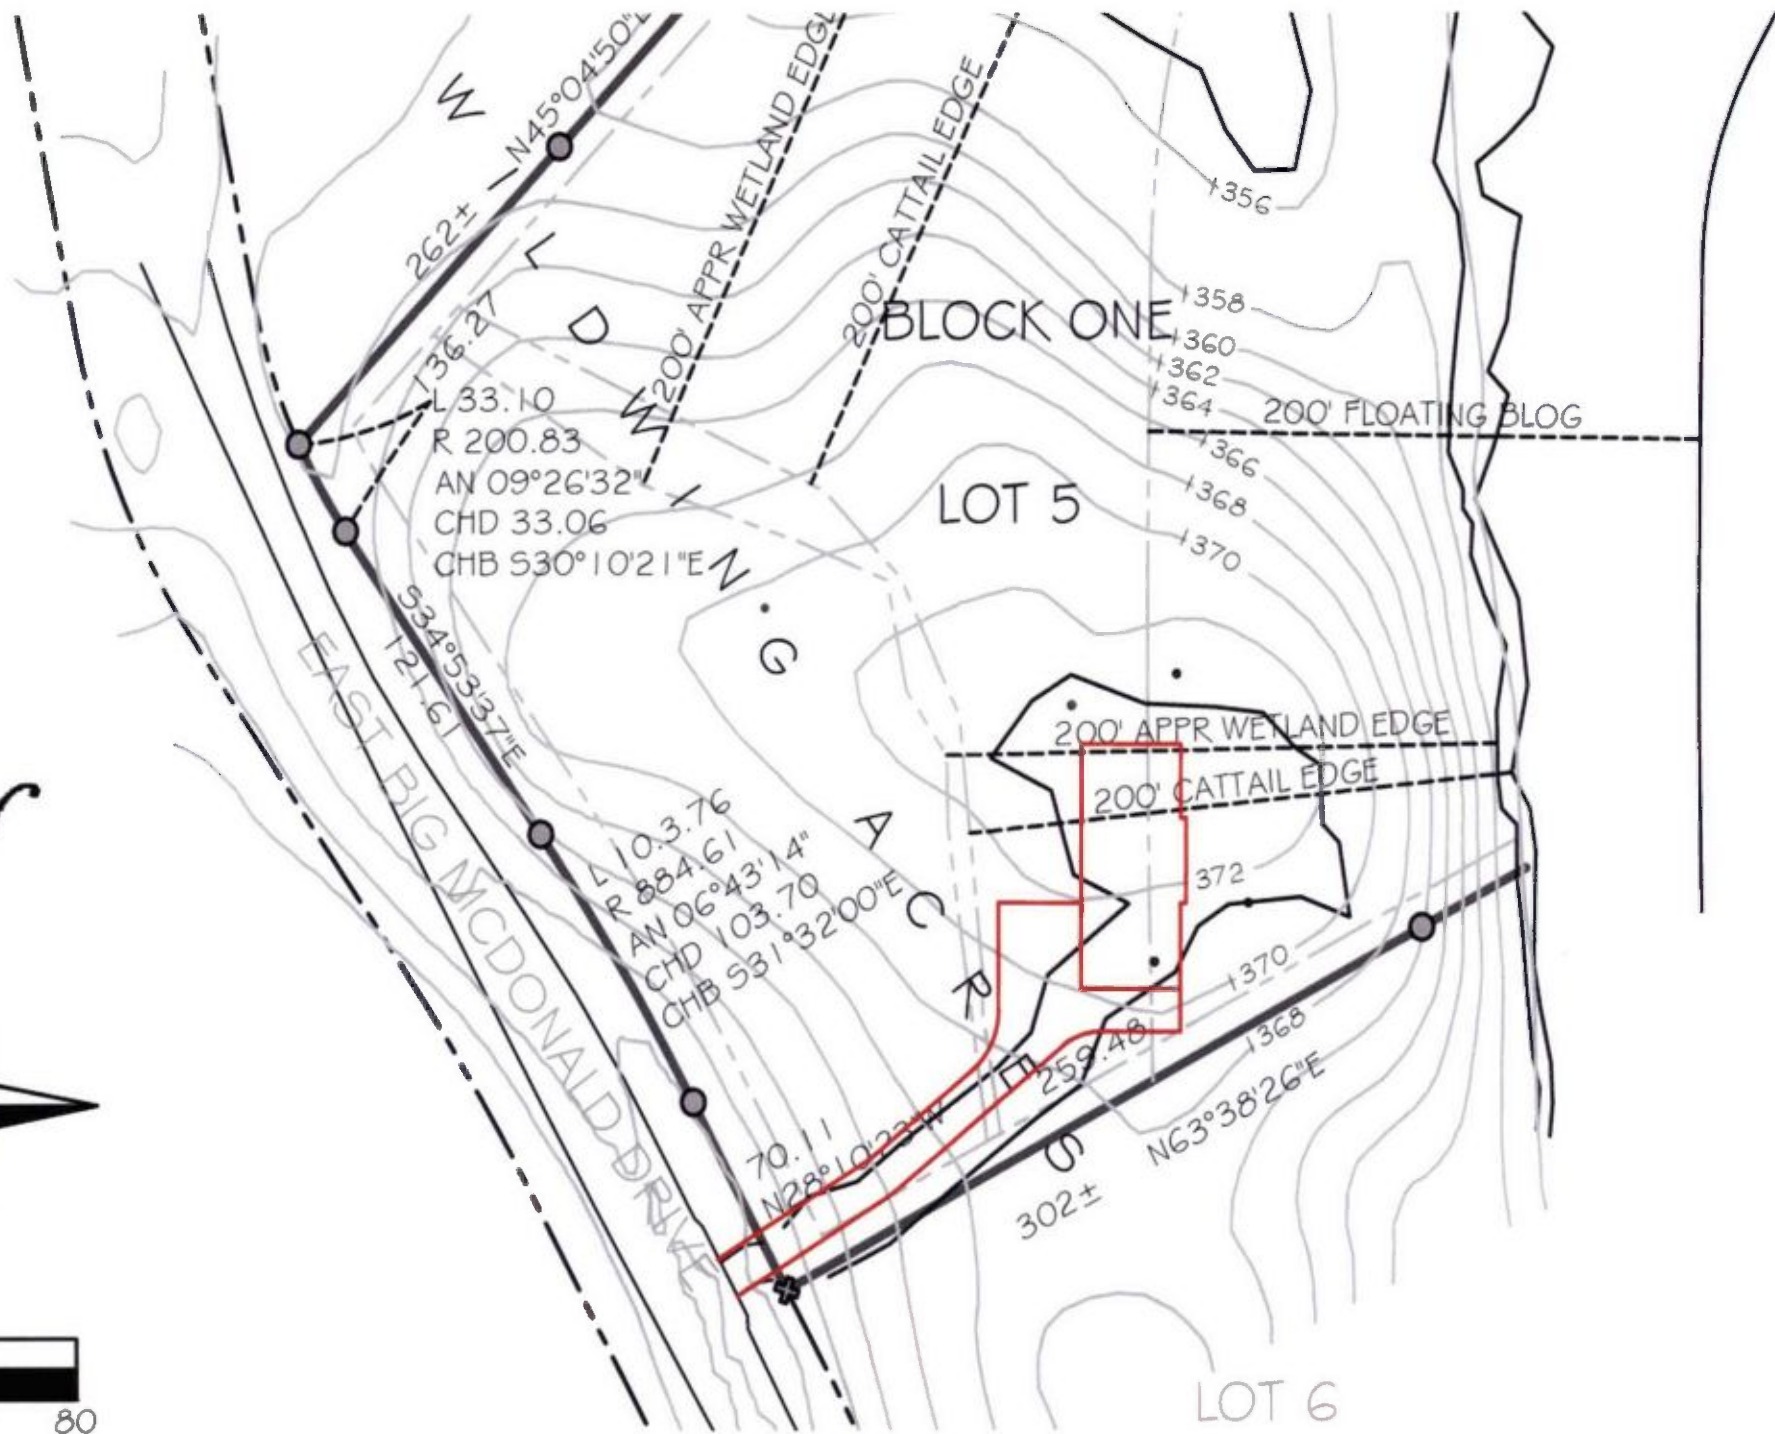 N45°04'50"E
262±
136.27
L 33.10
R 200.83
AN 09°26'32"
CHD 33.06
CHB S30°10'21"E
WILDWING ACRES
200' APPR WETLAND EDGE
200' CATTAIL EDGE
BLOCK ONE
LOT 5
356
358
360
362
364
366
368
370
200' FLOATING BLOG
S34°53'37"E
121.61
EAST BIG MCDONALD DRIVE
L 10.3.76
R 884.61
AN 06°43'14"
CHD 103.70
CHB S31°32'00"E
200' APPR WETLAND EDGE
200' CATTAIL EDGE
372
370
368
259.48
N63°38'26"E
302±
70.11
LOT 6
80